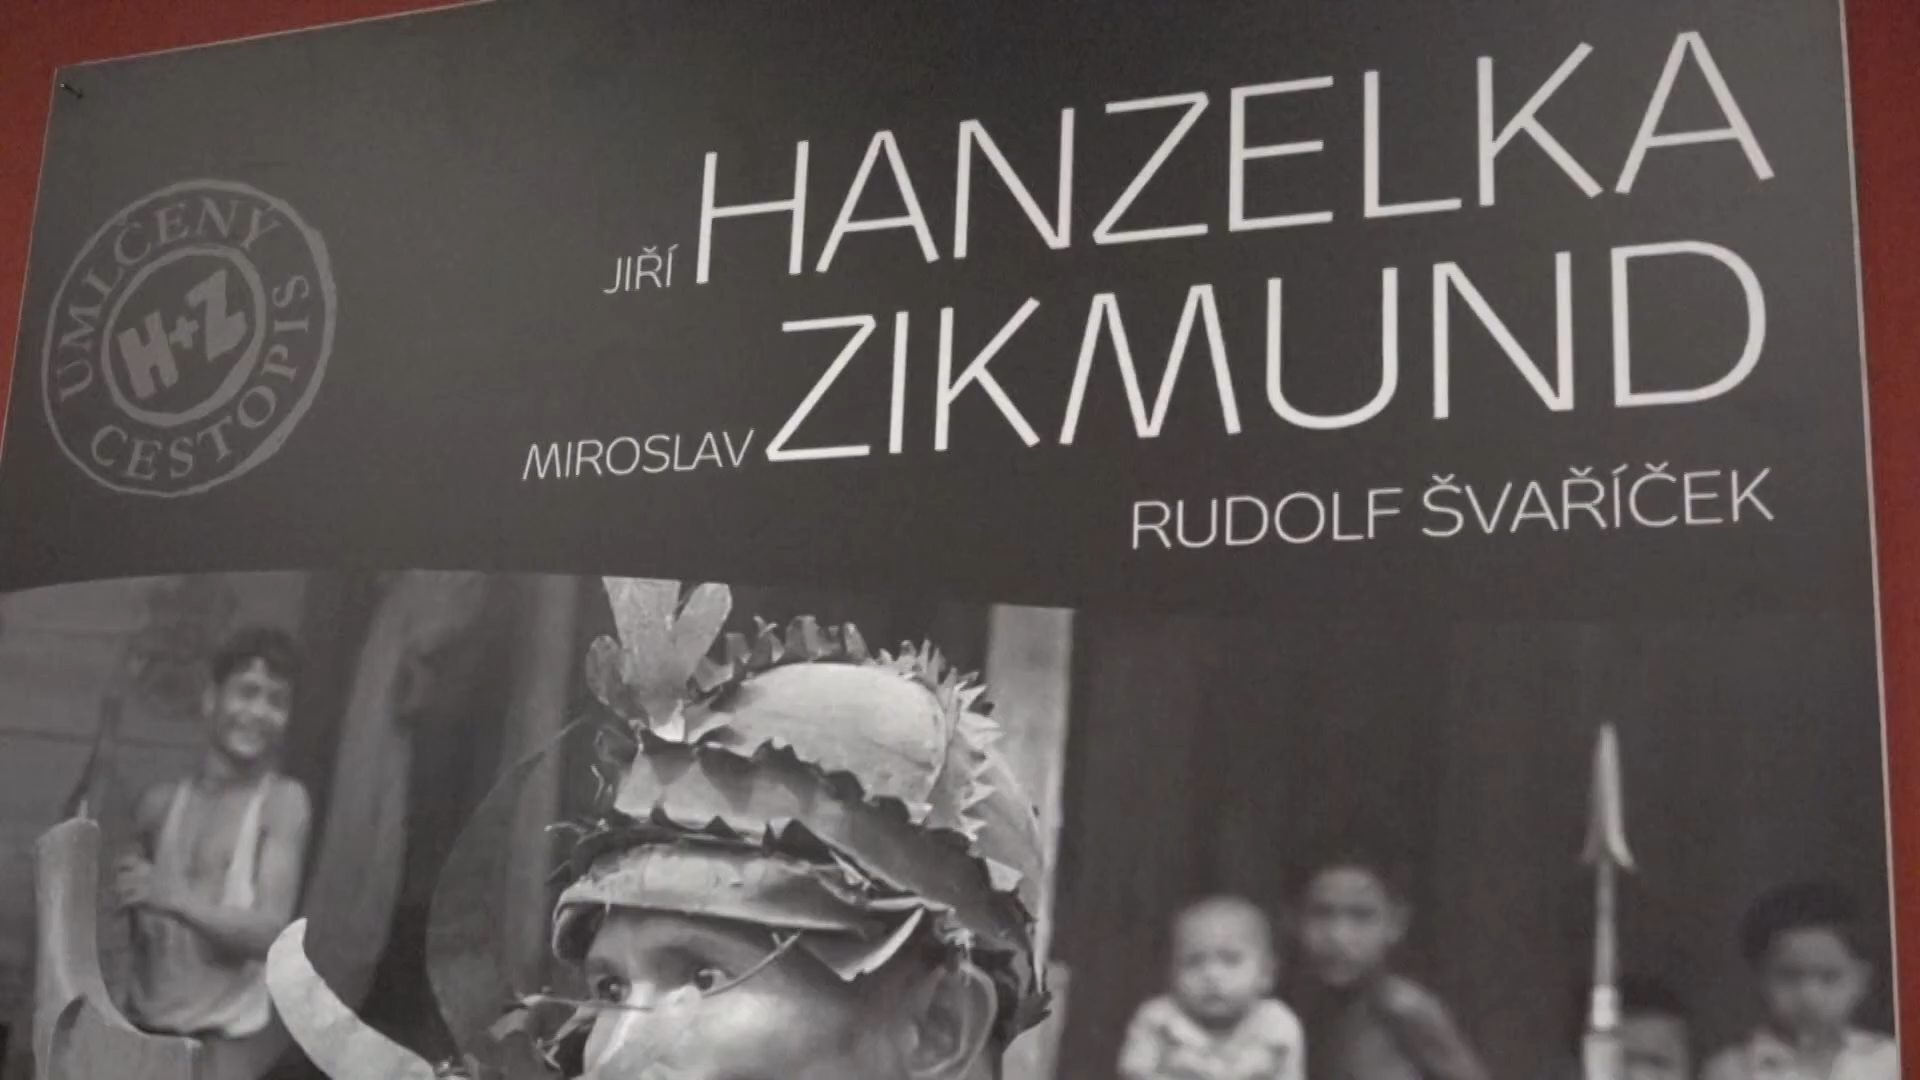 JIŘÍ HANZELKA
MIROSLAV ZIKMUND
RUDOLF ŠVAŘÍČEK
UMLČENÝ
H+Z
CESTOPIS